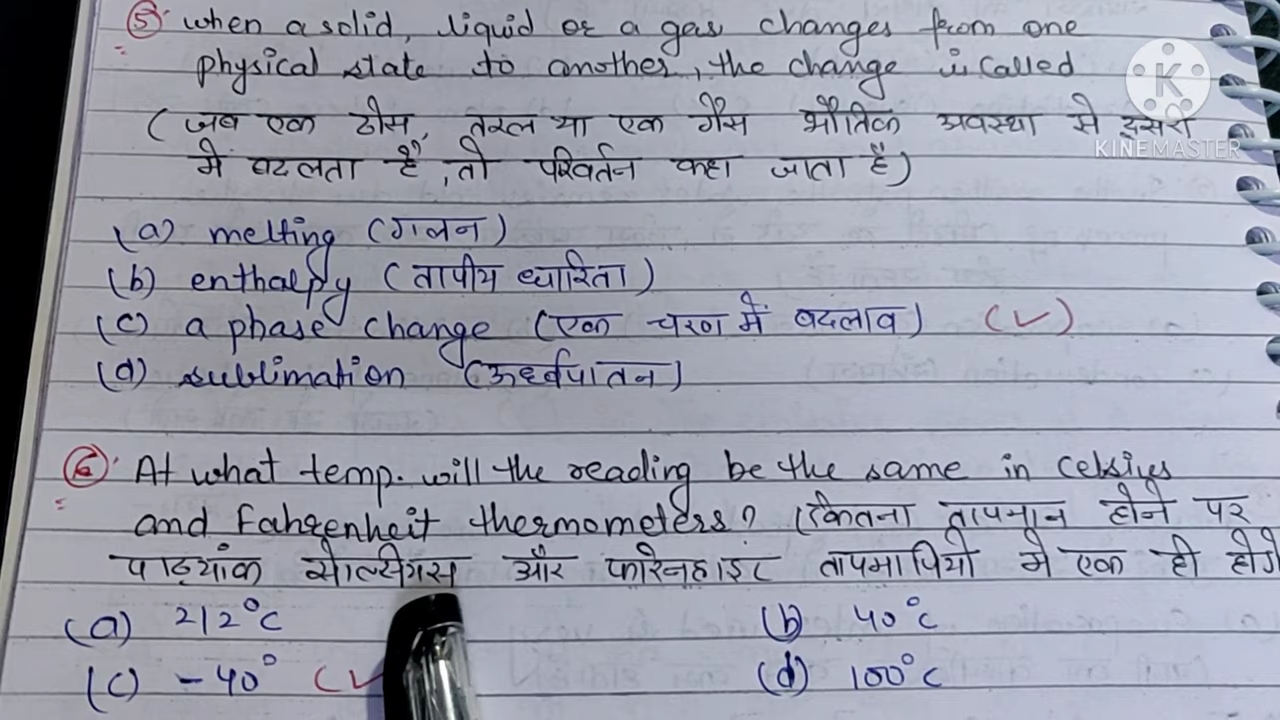 ⑤ when a solid, liquid or a gas changes from one
physical state to another, the change is called
(जब एक ठोस, तरल या एक गैस भौतिक अवस्था मे दूसरी
में बदलता है, तो परिवर्तन कहा जाता है)
(a) melting (गलन)
(b) enthalpy (तापीय धारिता)
(c) a phase change (एक चरण में बदलाव) (✓)
(d) sublimation (ऊर्ध्वपातन)
⑥ At what temp. will the reading be the same in Celsius
and Fahrenheit thermometers? (कितना तापमान होने पर
पाठ्यांक सेल्सीयस और फारेनहाइट तापमापियो मे एक ही होगे
(a) 212°C (b) 40°C
(c) -40° (✓ (d) 100°C
K
KINEMASTER